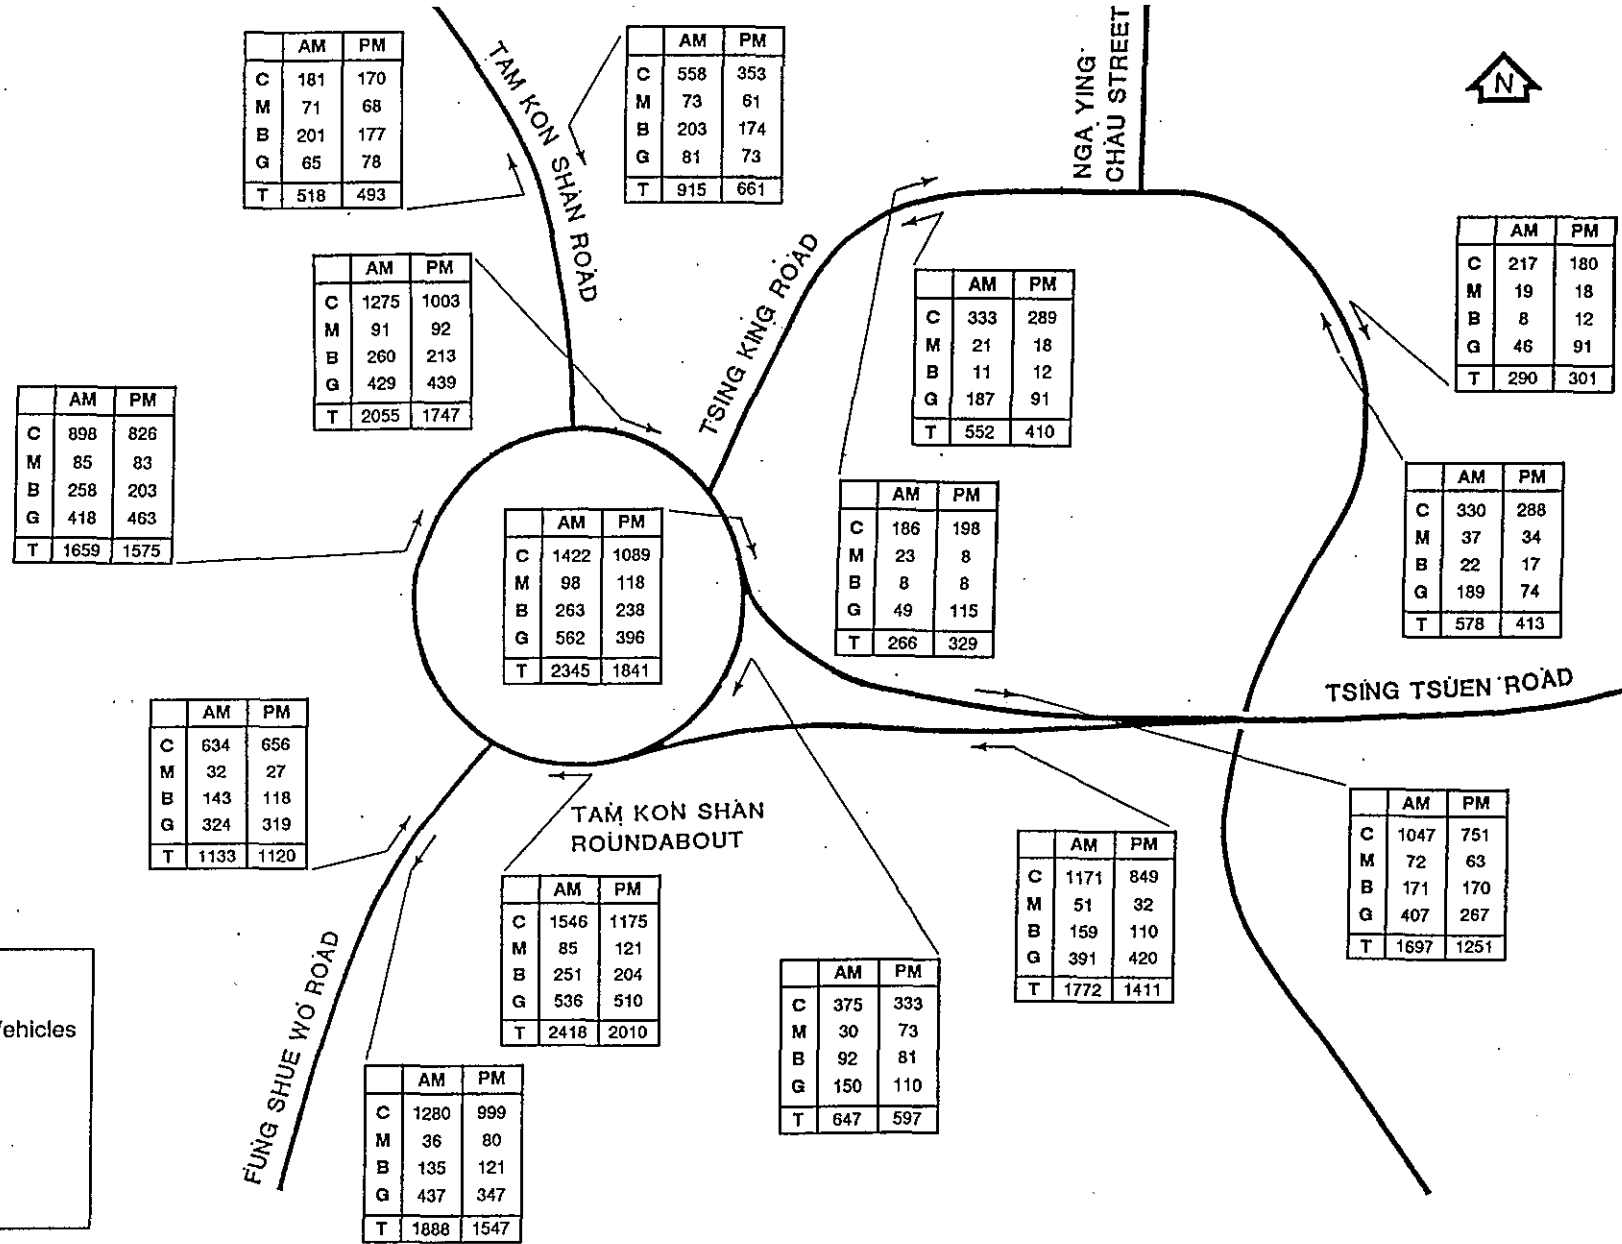 TAM KON SHAN ROAD
NGA YING
CHAU STREET
N
AM PM
C 181 170
M 71 68
B 201 177
G 65 78
T 518 493
AM PM
C 558 353
M 73 61
B 203 174
G 81 73
T 915 661
AM PM
C 217 180
M 19 18
B 8 12
G 46 91
T 290 301
AM PM
C 1275 1003
M 91 92
B 260 213
G 429 439
T 2055 1747
TSING KING ROAD
AM PM
C 333 289
M 21 18
B 11 12
G 187 91
T 552 410
AM PM
C 898 826
M 85 83
B 258 203
G 418 463
T 1659 1575
AM PM
C 1422 1089
M 98 118
B 263 238
G 562 396
T 2345 1841
AM PM
C 186 198
M 23 8
B 8 8
G 49 115
T 266 329
AM PM
C 330 288
M 37 34
B 22 17
G 189 74
T 578 413
TSING TSUEN ROAD
AM PM
C 634 656
M 32 27
B 143 118
G 324 319
T 1133 1120
TAM KON SHAN
ROUNDABOUT
AM PM
C 1047 751
M 72 63
B 171 170
G 407 267
T 1697 1251
AM PM
C 1171 849
M 51 32
B 159 110
G 391 420
T 1772 1411
AM PM
C 1546 1175
M 85 121
B 251 204
G 536 510
T 2418 2010
AM PM
C 375 333
M 30 73
B 92 81
G 150 110
T 647 597
FUNG SHUE WO ROAD
ehicles
AM PM
C 1280 999
M 36 80
B 135 121
G 437 347
T 1888 1547